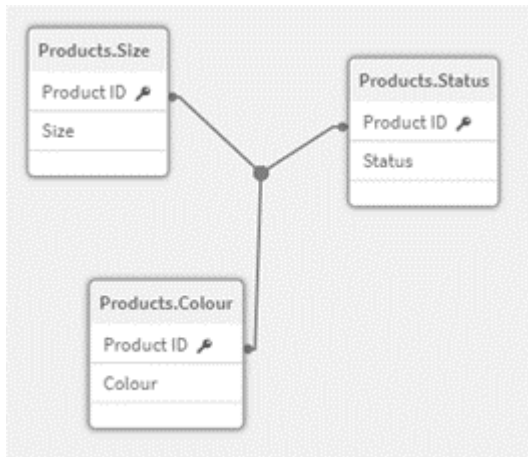 Products.Size
Product ID
Size
Products.Status
Product ID
Status
Products.Colour
Product ID
Colour